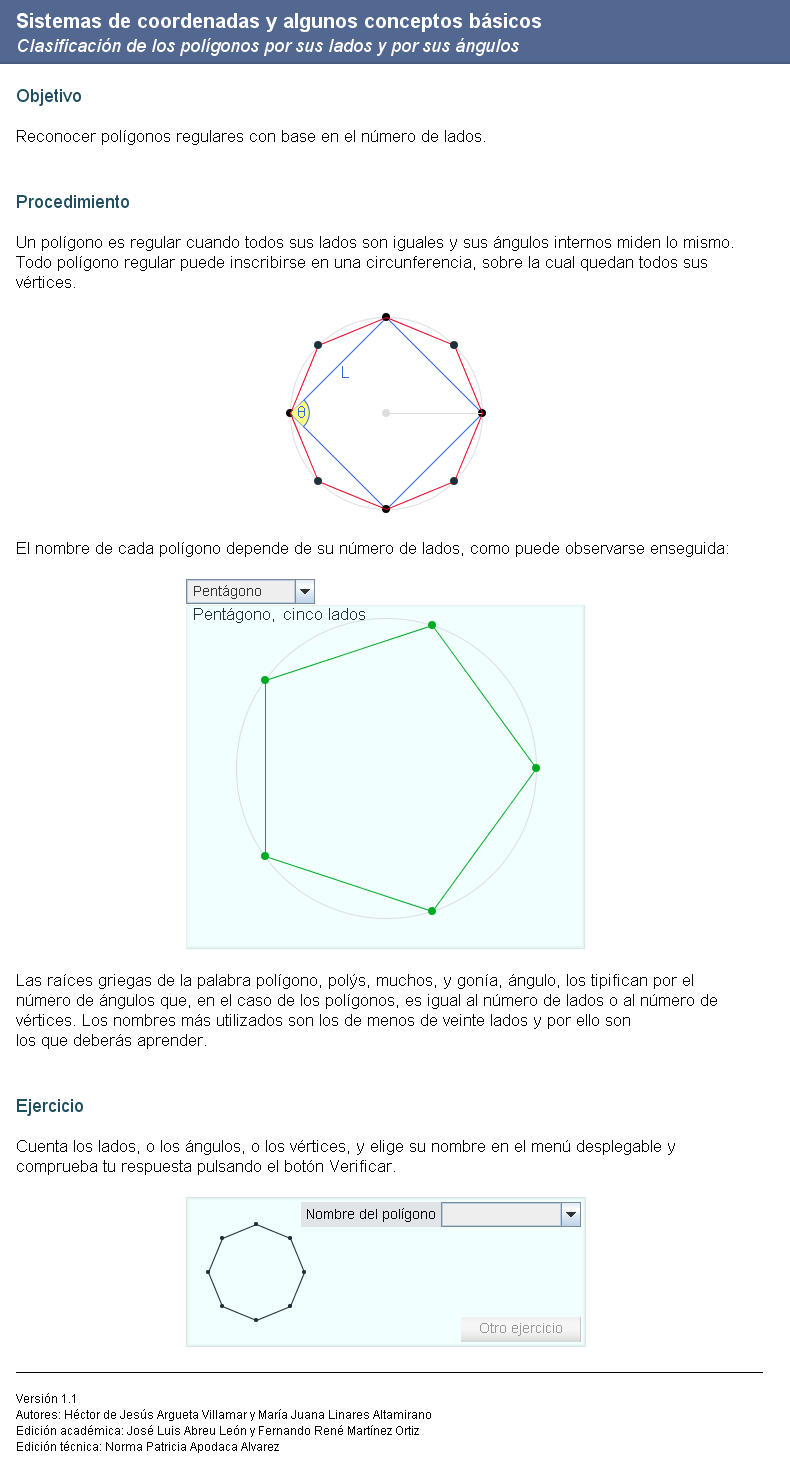 Sistemas de coordenadas y algunos conceptos básicos
Clasificación de los polígonos por sus lados y por sus ángulos
Objetivo
Reconocer polígonos regulares con base en el número de lados.
Procedimiento
Un polígono es regular cuando todos sus lados son iguales y sus ángulos internos miden lo mismo.
Todo polígono regular puede inscribirse en una circunferencia, sobre la cual quedan todos sus
vértices.
L
θ
El nombre de cada polígono depende de su número de lados, como puede observarse enseguida:
Pentágono
Pentágono, cinco lados
Las raíces griegas de la palabra polígono, polýs, muchos, y gonía, ángulo, los tipifican por el
número de ángulos que, en el caso de los polígonos, es igual al número de lados o al número de
vértices. Los nombres más utilizados son los de menos de veinte lados y por ello son
los que deberás aprender.
Ejercicio
Cuenta los lados, o los ángulos, o los vértices, y elige su nombre en el menú desplegable y
comprueba tu respuesta pulsando el botón Verificar.
Nombre del polígono
Otro ejercicio
Versión 1.1
Autores: Héctor de Jesús Argueta Villamar y María Juana Linares Altamirano
Edición académica: José Luis Abreu León y Fernando René Martínez Ortiz
Edición técnica: Norma Patricia Apodaca Alvarez